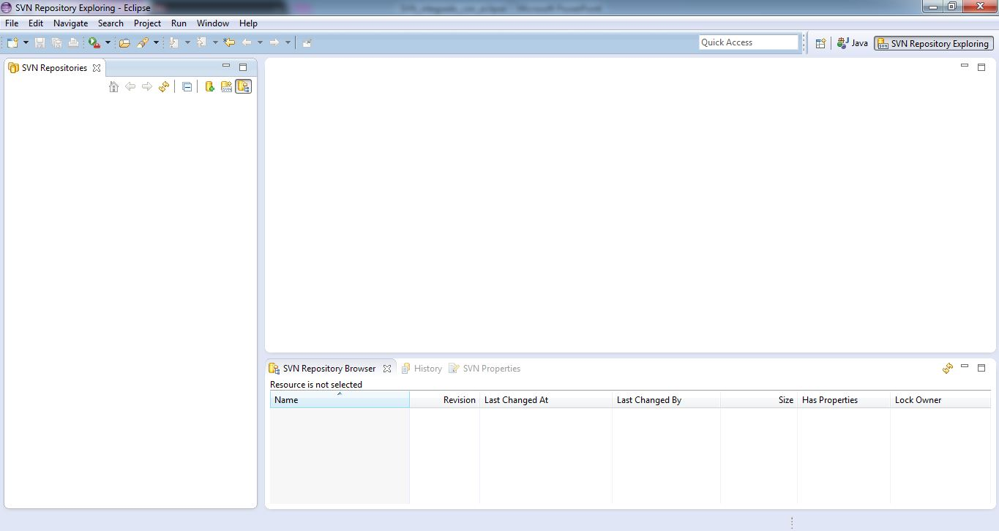 SVN Repository Exploring - Eclipse
File Edit Navigate Search Project Run Window Help
Quick Access
Java
SVN Repository Exploring
SVN Repositories
SVN
SVN Repository Browser
History
SVN Properties
Resource is not selected
Name Revision Last Changed At Last Changed By Size Has Properties Lock Owner